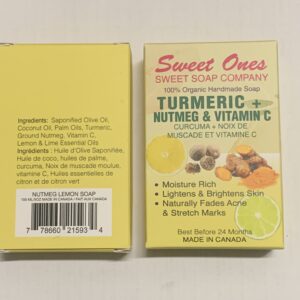 Ingredients: Saponified Olive Oil,
Coconut Oil, Palm Oils, Turmeric,
Ground Nutmeg, Vitamin C,
Lemon & Lime Essential Oils
Ingrédients: Huile d'Olive Saponifiée,
Huile de coco, huiles de palme,
curcuma, Noix de muscade moulue,
vitamine C, Huiles essentielles de
citron et de citron vert
NUTMEG LEMON SOAP
MADE IN CANADA / FAIT AUX CANADA
7 78660 21593 4
Sweet Ones
SWEET SOAP COMPANY
100% Organic Handmade Soap
TURMERIC +
NUTMEG & VITAMIN C
CURCUMA + NOIX DE
MUSCADE ET VITAMINE C
• Moisture Rich
• Lightens & Brightens Skin
• Naturally Fades Acne
& Stretch Marks
Best Before 24 Months
MADE IN CANADA